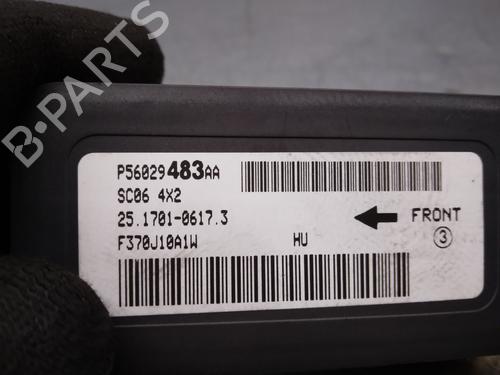 B-PARTS
P56029483AA
SC06 4X2
25.1701-0617.3
← FRONT
F370J10A1W HU ③